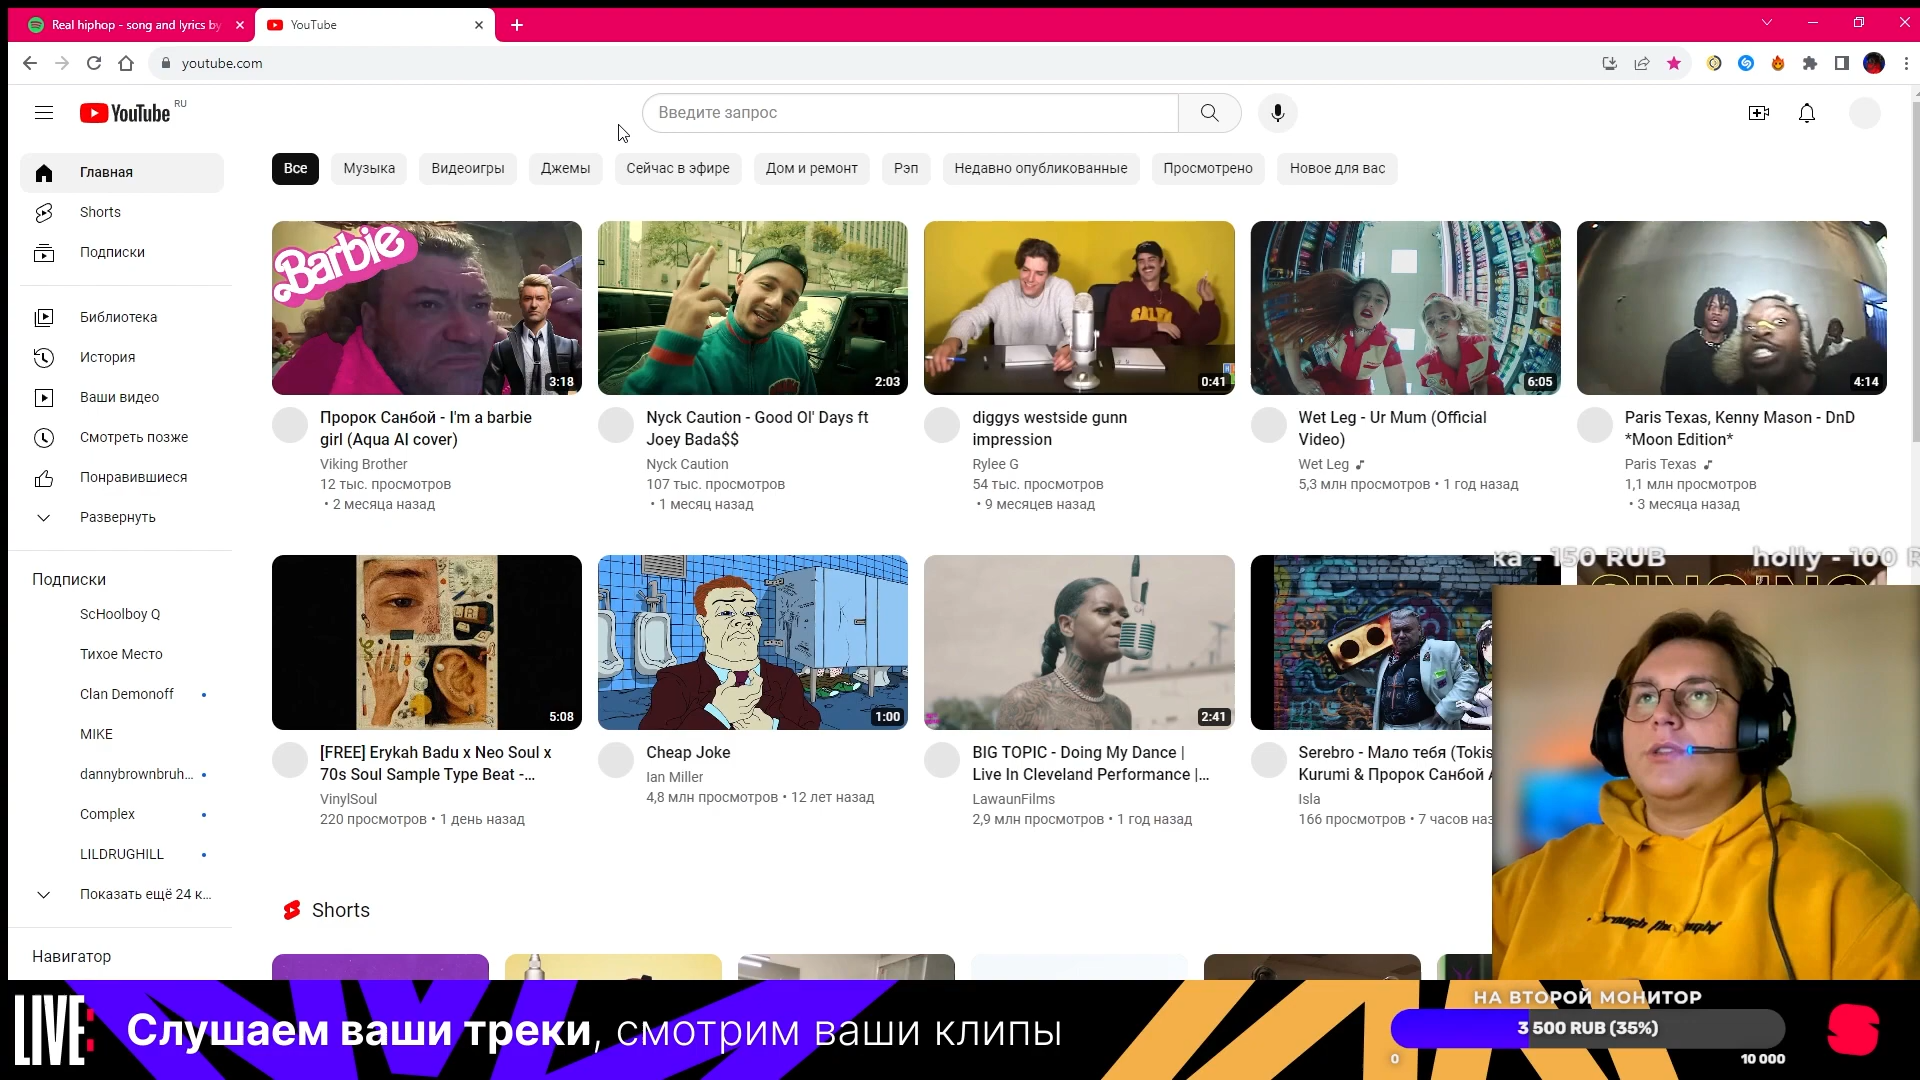 Real hiphop - song and lyrics by
YouTube
youtube.com
YouTube RU
Введите запрос
Главная
Shorts
Подписки
Библиотека
История
Ваши видео
Смотреть позже
Понравившиеся
Развернуть
Подписки
ScHoolboy Q
Тихое Место
Clan Demonoff
MIKE
dannybrownbruh...
Complex
LILDRUGHILL
Показать ещё 24 к...
Навигатор
Все
Музыка
Видеоигры
Джемы
Сейчас в эфире
Дом и ремонт
Рэп
Недавно опубликованные
Просмотрено
Новое для вас
Barbie
3:18
Пророк Санбой - I'm a barbie
girl (Aqua AI cover)
Viking Brother
12 тыс. просмотров
• 2 месяца назад
2:03
Nyck Caution - Good Ol' Days ft
Joey Bada$$
Nyck Caution
107 тыс. просмотров
• 1 месяц назад
0:41
diggys westside gunn
impression
Rylee G
54 тыс. просмотров
• 9 месяцев назад
6:05
Wet Leg - Ur Mum (Official
Video)
Wet Leg
5,3 млн просмотров • 1 год назад
4:14
Paris Texas, Kenny Mason - DnD
*Moon Edition*
Paris Texas
1,1 млн просмотров
• 3 месяца назад
ка - 150 RUB
holly - 100 R
5:08
[FREE] Erykah Badu x Neo Soul x
70s Soul Sample Type Beat -...
VinylSoul
220 просмотров • 1 день назад
1:00
Cheap Joke
Ian Miller
4,8 млн просмотров • 12 лет назад
2:41
BIG TOPIC - Doing My Dance |
Live In Cleveland Performance |...
LawaunFilms
2,9 млн просмотров • 1 год назад
Serebro - Мало тебя (Tokis
Kurumi & Пророк Санбой
Isla
166 просмотров • 7 часов наз
Shorts
LIVE:
Слушаем ваши треки, смотрим ваши клипы
НА ВТОРОЙ МОНИТОР
3 500 RUB (35%)
0
10 000